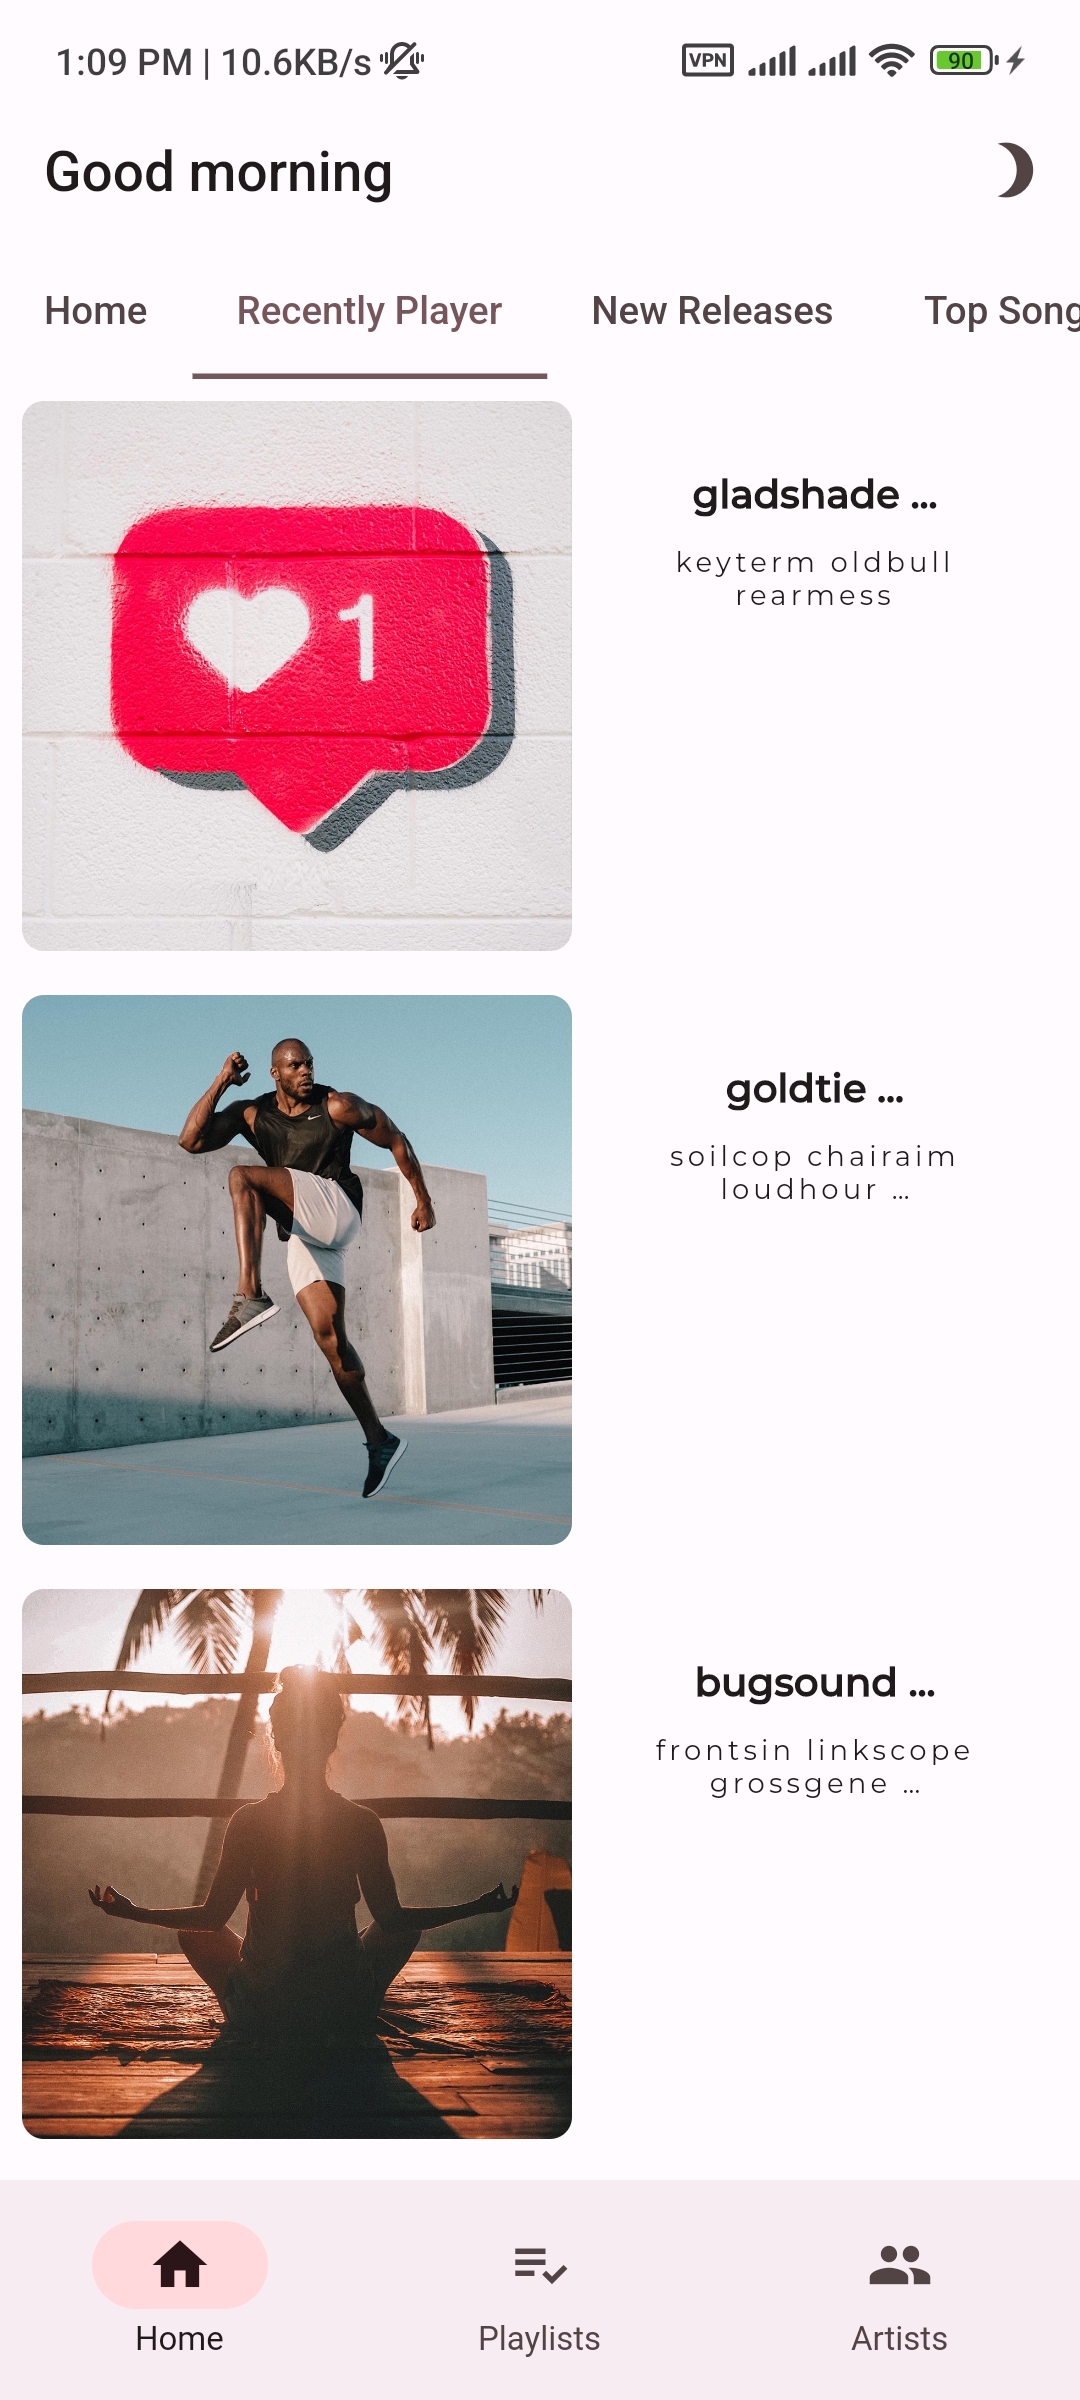 1:09 PM | 10.6KB/s VPN 90
Good morning
Home Recently Player New Releases Top Song
1
gladshade ...
keyterm oldbull
rearmess
goldtie ...
soilcop chairaim
loudhour ...
bugsound ...
frontsin linkscope
grossgene ...
Home Playlists Artists